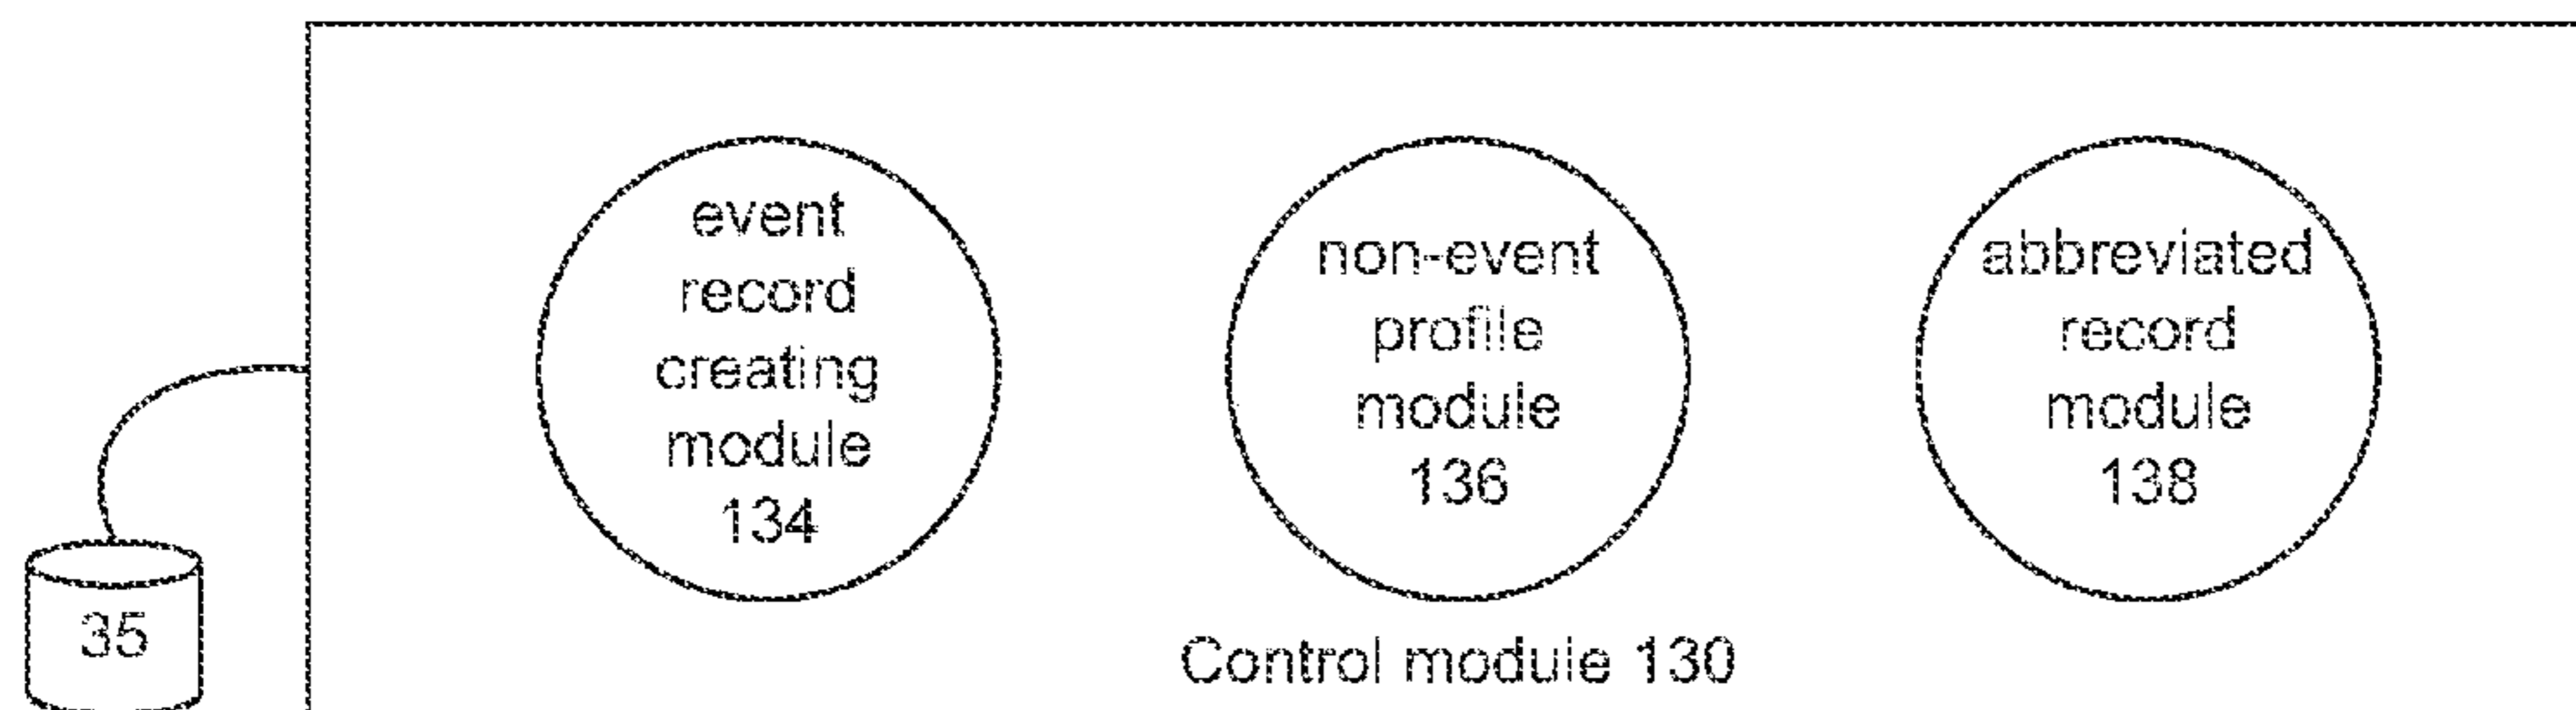 event
record
creating
module
134
non-event
profile
module
136
abbreviated
record
module
138
35
Control module 130